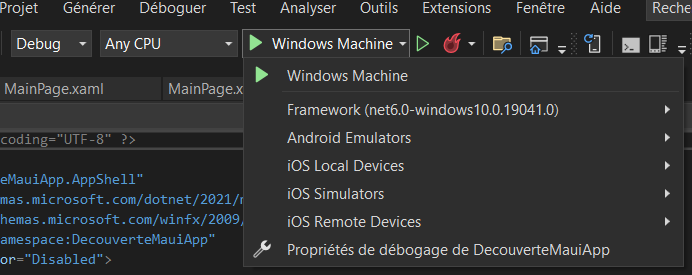 Projet Générer Déboguer Test Analyser Outils Extensions Fenêtre Aide Reche
Debug Any CPU Windows Machine
MainPage.xaml MainPage.x
Windows Machine
Framework (net6.0-windows10.0.19041.0)
Android Emulators
iOS Local Devices
iOS Simulators
iOS Remote Devices
Propriétés de débogage de DecouverteMauiApp
coding="UTF-8" ?>
eMauiApp.AppShell"
mas.microsoft.com/dotnet/2021/m
hemas.microsoft.com/winfx/2009/
amespace:DecouverteMauiApp"
or="Disabled">